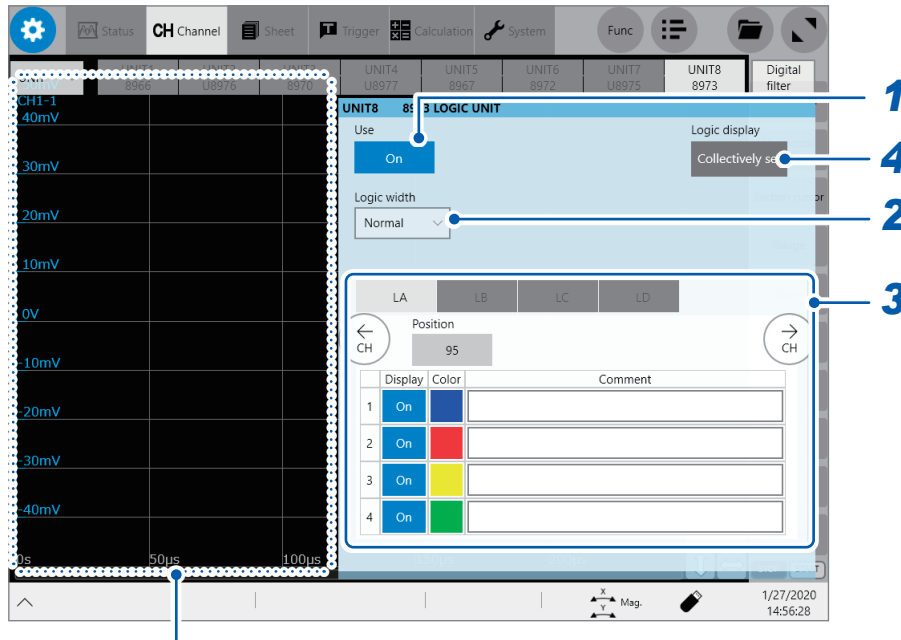 Status CH Channel Sheet Trigger Calculation System Func
UNIT4 UNIT5 UNIT6 UNIT7 UNIT8 Digital
8966 U8976 8970 U8977 8967 8972 U8975 8973 filter
CH1-1
40mV
30mV
20mV
10mV
0V
-10mV
-20mV
-30mV
-40mV
0s 50µs 100µs
UNIT8 8973 LOGIC UNIT
Use Logic display
On Collectively se
Logic width
Normal
1
4
2
3
LA LB LC LD
Position
← CH 95 → CH
Display Color Comment
1 On
2 On
3 On
4 On
X
Y Mag.
1/27/2020
14:56:28